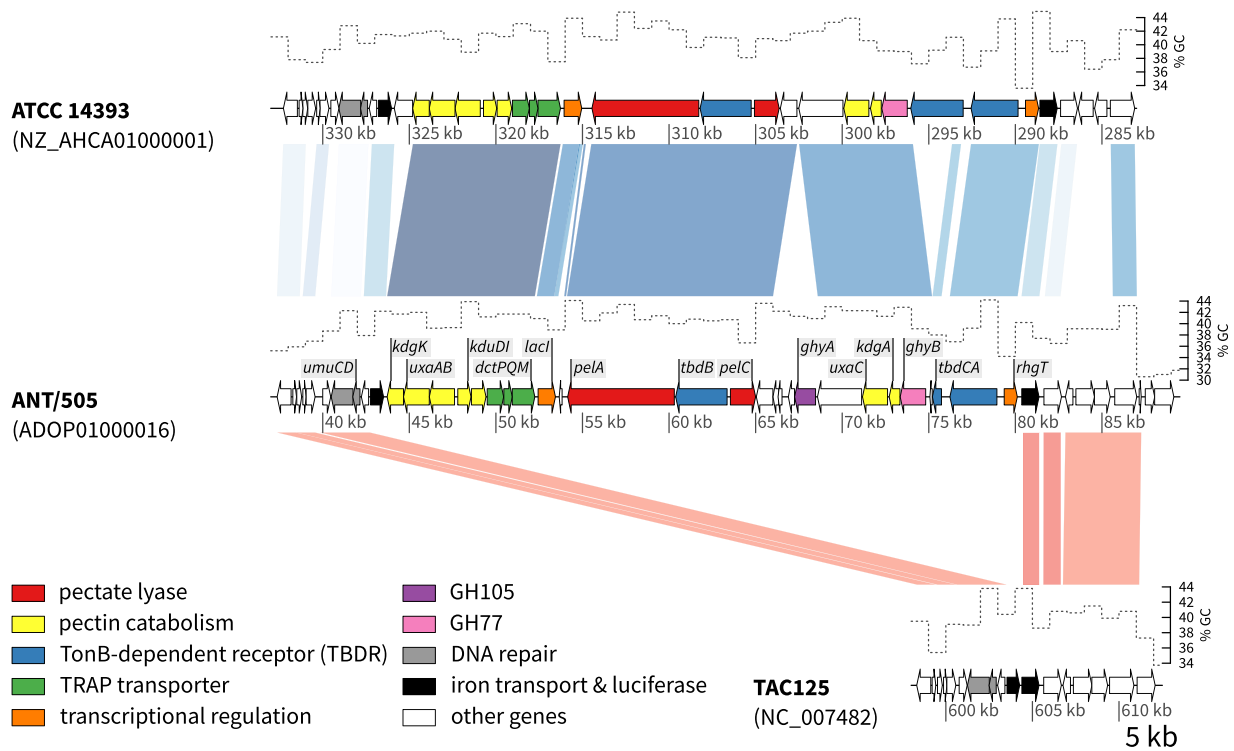 44
42
40
38
36
34
% GC
ATCC 14393
(NZ_AHCA01000001)
330 kb 325 kb 320 kb 315 kb 310 kb 305 kb 300 kb 295 kb 290 kb 285 kb
44
42
40
38
36
34
32
30
% GC
kdgK kduDI lacI ghyA kdgA ghyB
umuCD uxaAB dctPQM pelA tbdB pelC uxaC tbdCA rhgT
ANT/505
(ADOP01000016)
40 kb 45 kb 50 kb 55 kb 60 kb 65 kb 70 kb 75 kb 80 kb 85 kb
44
42
40
38
36
34
% GC
pectate lyase
pectin catabolism
TonB-dependent receptor (TBDR)
TRAP transporter
transcriptional regulation
GH105
GH77
DNA repair
iron transport & luciferase
other genes
TAC125
(NC_007482)
600 kb 605 kb 610 kb
5 kb